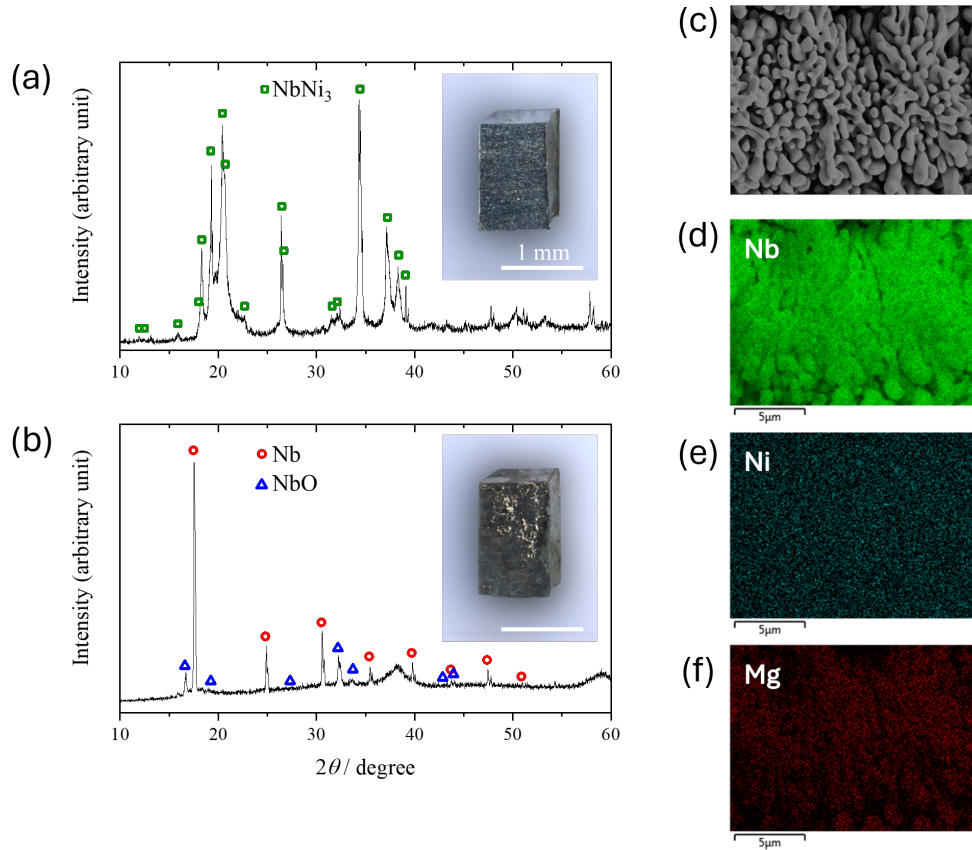 (a)
Intensity (arbitrary unit)
NbNi₃
1 mm
10 20 30 40 50 60
(b)
Intensity (arbitrary unit)
Nb
NbO
10 20 30 40 50 60
2θ / degree
(c)
(d)
Nb
5μm
(e)
Ni
5μm
(f)
Mg
5μm